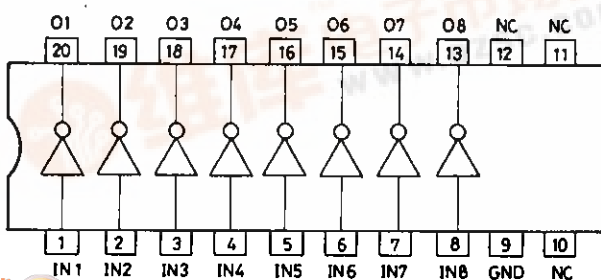 O1 O2 O3 O4 O5 O6 O7 O8 NC NC
20 19 18 17 16 15 14 13 12 11
1 2 3 4 5 6 7 8 9 10
IN1 IN2 IN3 IN4 IN5 IN6 IN7 IN8 GND NC